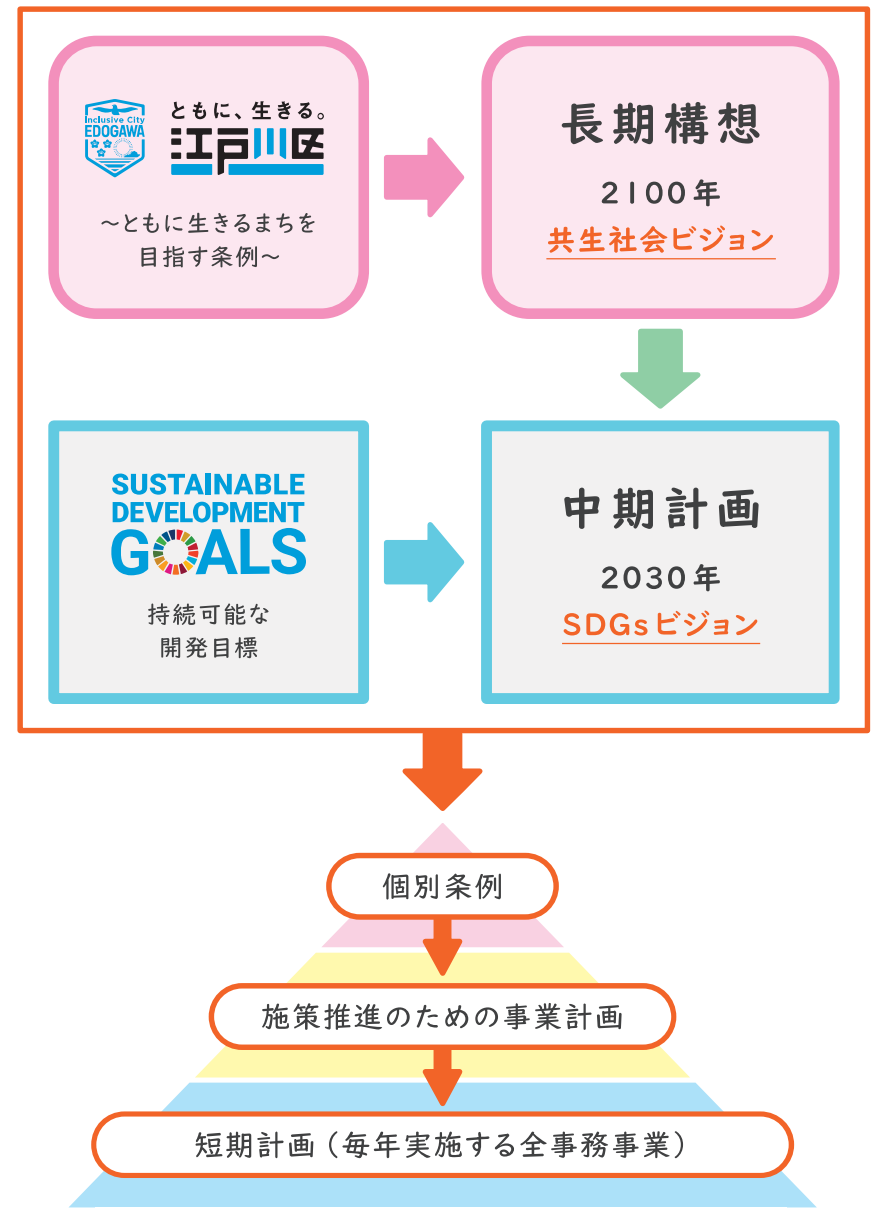 Inclusive City
EDOGAWA
ともに、生きる。
江戸川区
～ともに生きるまちを
目指す条例～
長期構想
2100年
共生社会ビジョン
SUSTAINABLE
DEVELOPMENT
GOALS
持続可能な
開発目標
中期計画
2030年
SDGsビジョン
個別条例
施策推進のための事業計画
短期計画（毎年実施する全事務事業）